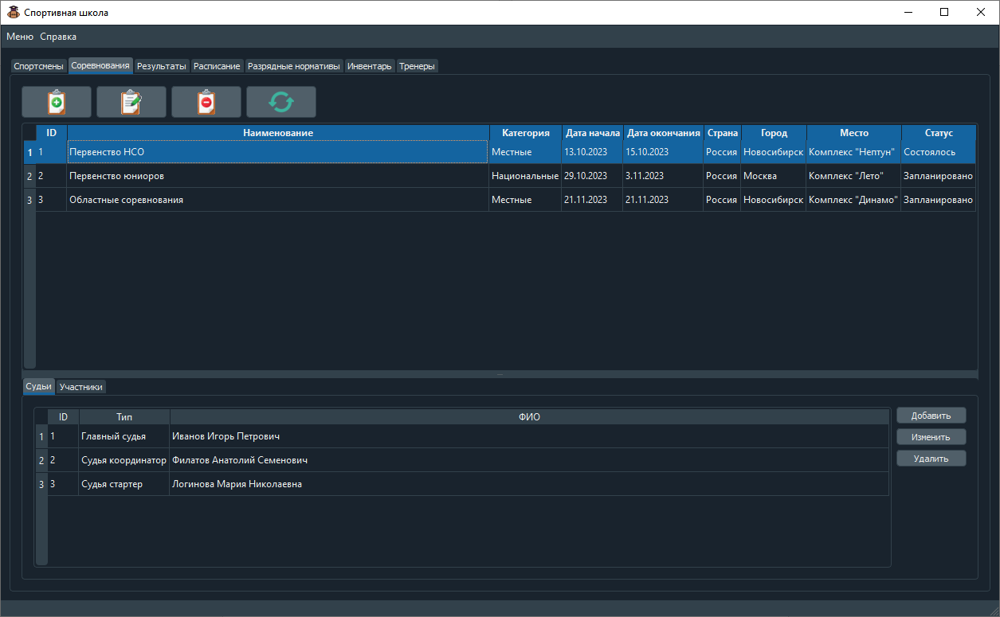 Спортивная школа
Меню Справка
Спортсмены Соревнования Результаты Расписание Разрядные нормативы Инвентарь Тренеры
ID Наименование Категория Дата начала Дата окончания Страна Город Место Статус
1 1 Первенство НСО Местные 13.10.2023 15.10.2023 Россия Новосибирск Комплекс "Нептун" Состоялось
2 2 Первенство юниоров Национальные 29.10.2023 3.11.2023 Россия Москва Комплекс "Лето" Запланировано
3 3 Областные соревнования Местные 21.11.2023 21.11.2023 Россия Новосибирск Комплекс "Динамо" Запланировано
Судьи Участники
ID Тип ФИО
1 1 Главный судья Иванов Игорь Петрович
2 2 Судья координатор Филатов Анатолий Семенович
3 3 Судья стартер Логинова Мария Николаевна
Добавить
Изменить
Удалить